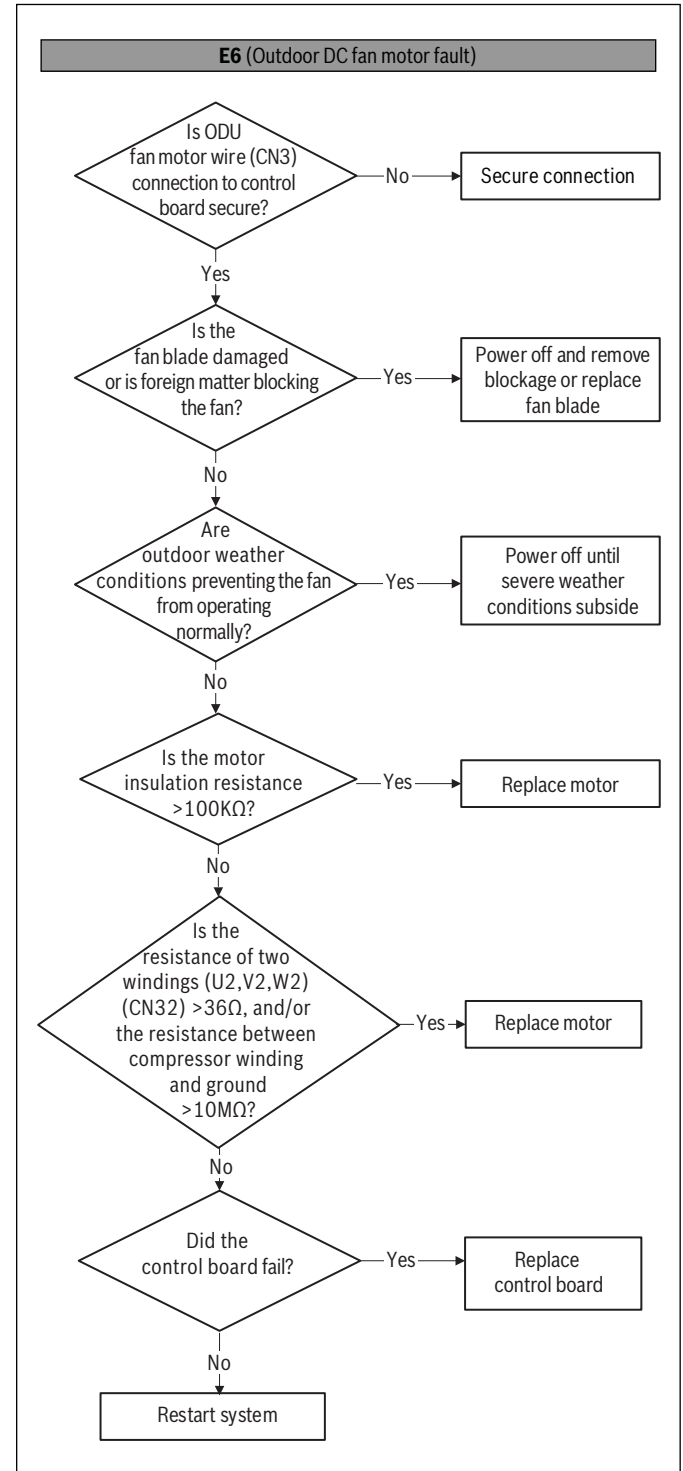 E6 (Outdoor DC fan motor fault)
Is ODU
fan motor wire (CN3)
connection to control
board secure?
No
Secure connection
Yes
Is the
fan blade damaged
or is foreign matter blocking
the fan?
Yes
Power off and remove
blockage or replace
fan blade
No
Are
outdoor weather
conditions preventing the fan
from operating
normally?
Yes
Power off until
severe weather
conditions subside
No
Is the motor
insulation resistance
>100KΩ?
Yes
Replace motor
No
Is the
resistance of two
windings (U2,V2,W2)
(CN32) >36Ω, and/or
the resistance between
compressor winding
and ground
>10MΩ?
Yes
Replace motor
No
Did the
control board fail?
Yes
Replace
control board
No
Restart system